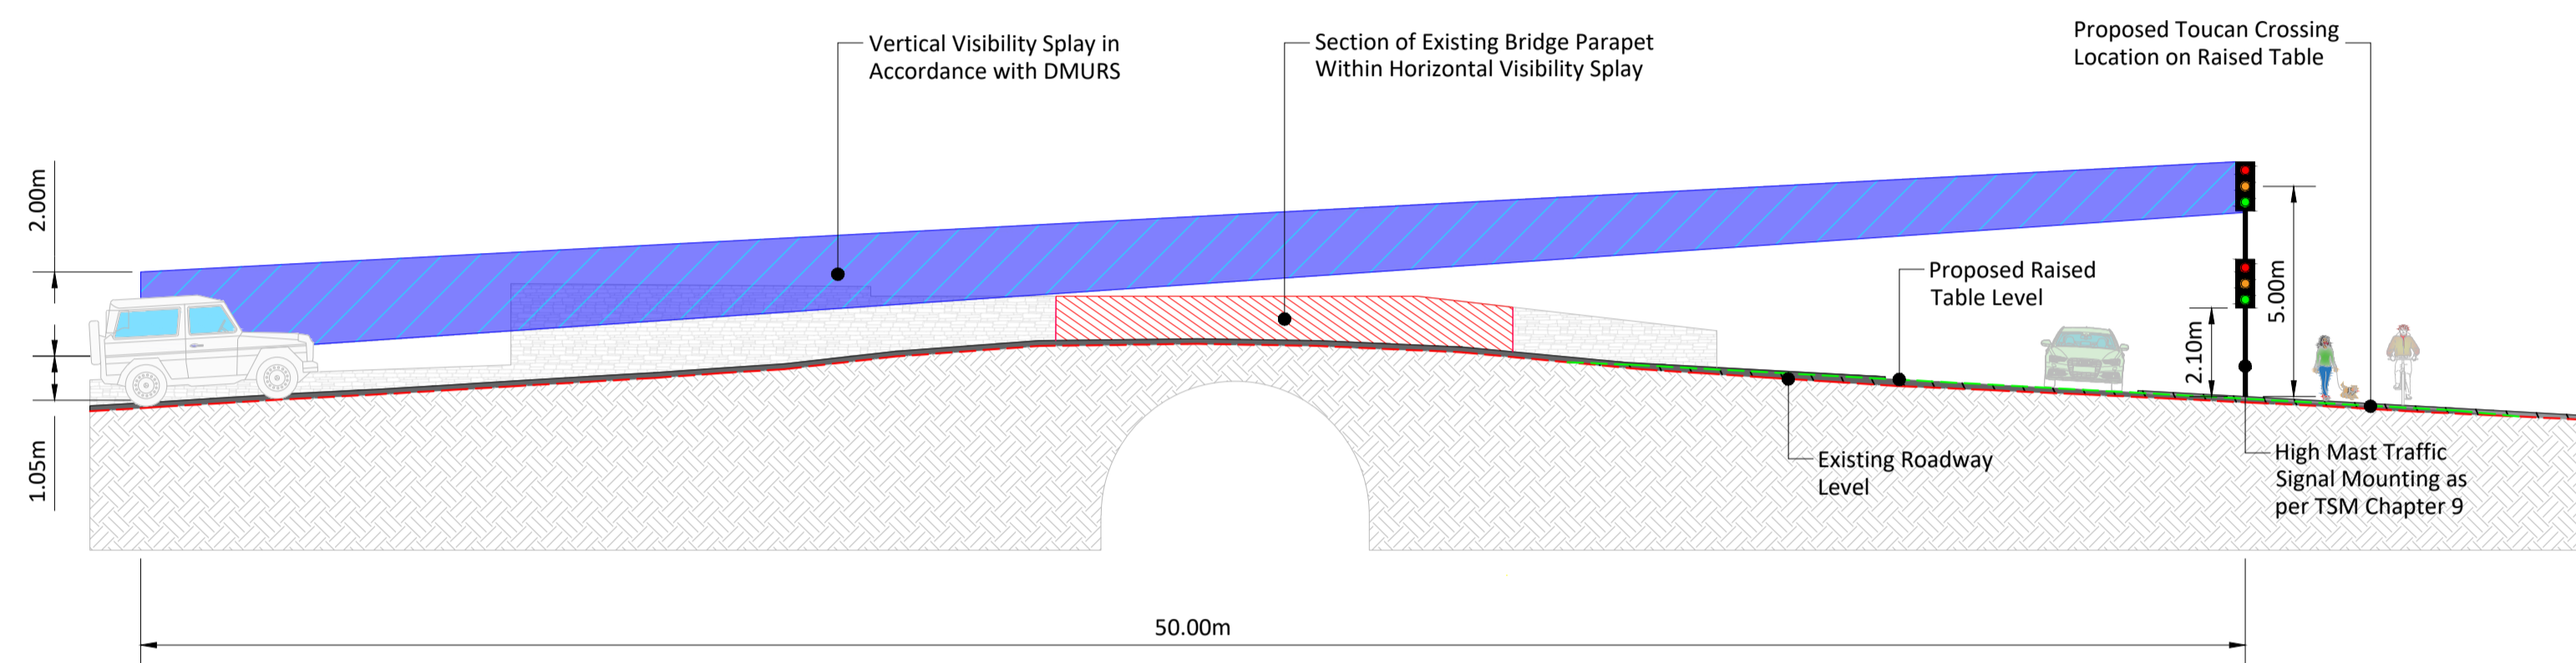 Vertical Visibility Splay in
Accordance with DMURS
Section of Existing Bridge Parapet
Within Horizontal Visibility Splay
Proposed Toucan Crossing
Location on Raised Table
2.00m
1.05m
Proposed Raised
Table Level
5.00m
2.10m
Existing Roadway
Level
High Mast Traffic
Signal Mounting as
per TSM Chapter 9
50.00m